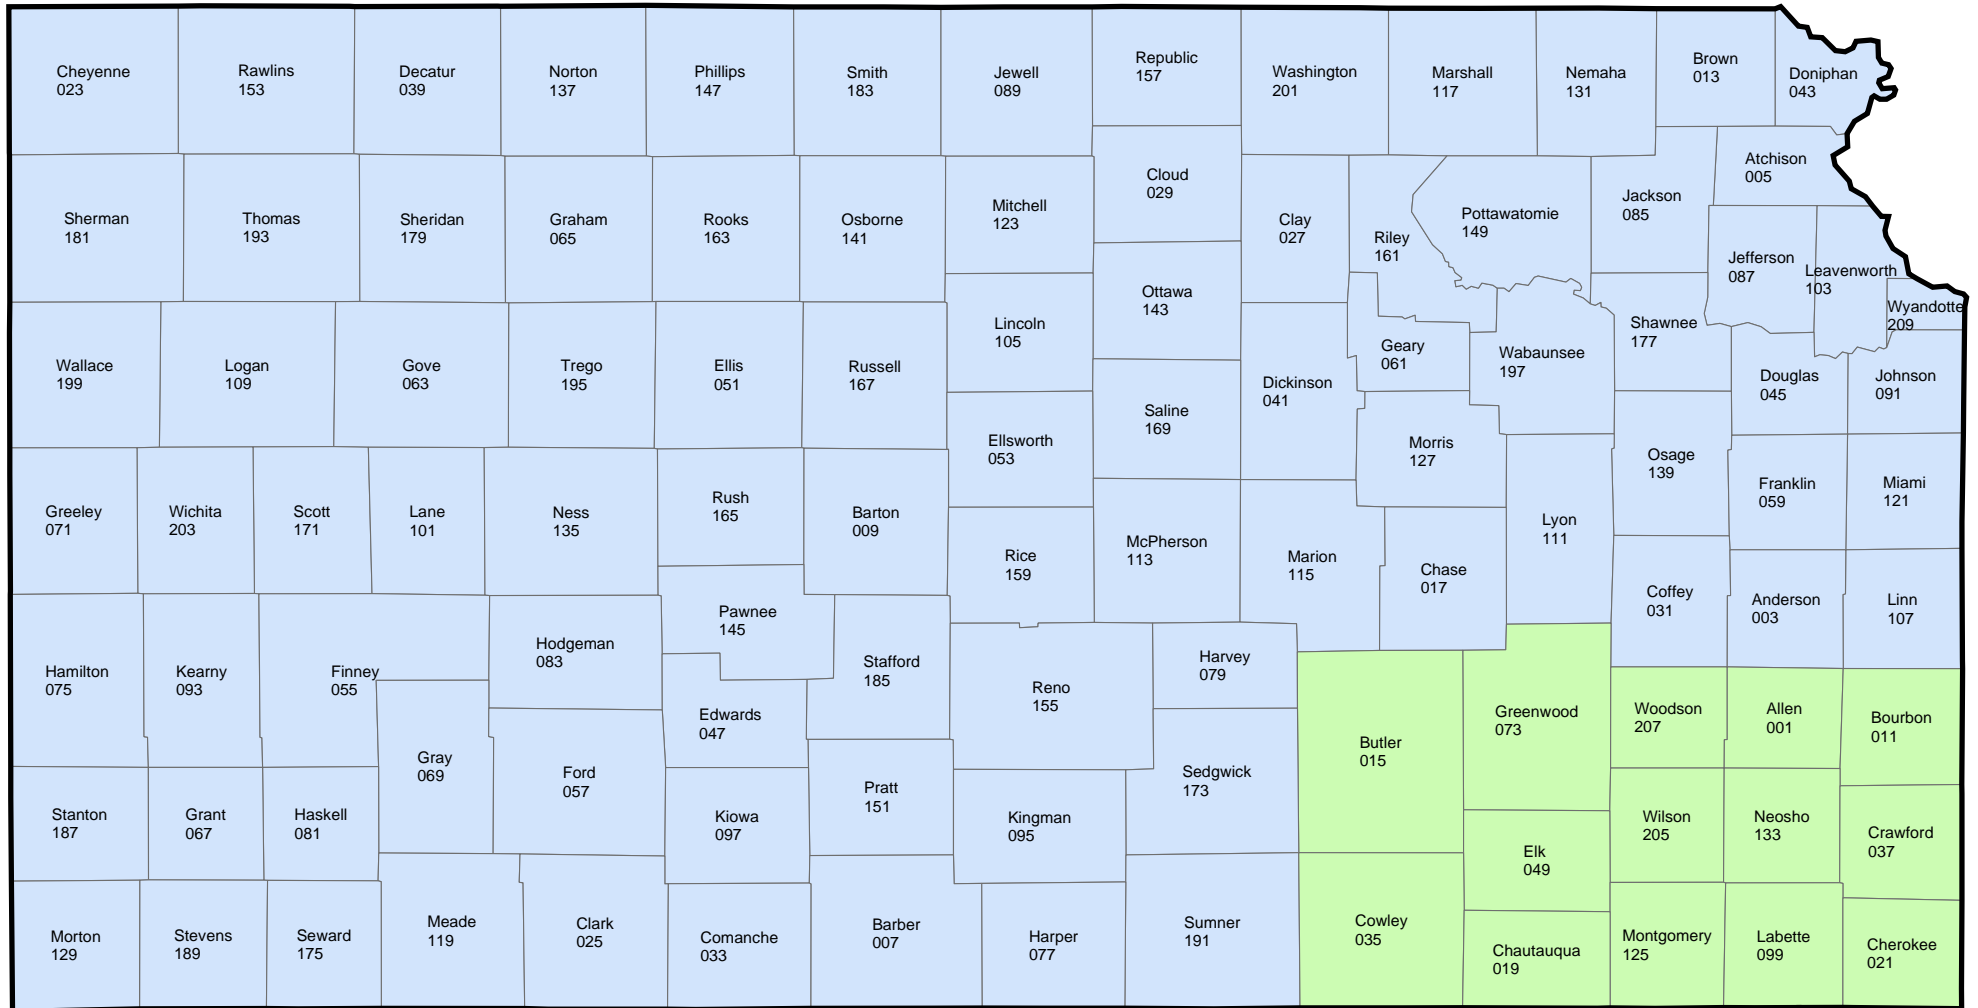 Cheyenne
023
Rawlins
153
Decatur
039
Norton
137
Phillips
147
Smith
183
Jewell
089
Republic
157
Washington
201
Marshall
117
Nemaha
131
Brown
013
Doniphan
043
Sherman
181
Thomas
193
Sheridan
179
Graham
065
Rooks
163
Osborne
141
Mitchell
123
Cloud
029
Clay
027
Riley
161
Pottawatomie
149
Jackson
085
Atchison
005
Jefferson
087
Leavenworth
103
Wyandotte
209
Wallace
199
Logan
109
Gove
063
Trego
195
Ellis
051
Russell
167
Lincoln
105
Ottawa
143
Dickinson
041
Geary
061
Wabaunsee
197
Shawnee
177
Douglas
045
Johnson
091
Ellsworth
053
Saline
169
Morris
127
Osage
139
Franklin
059
Miami
121
Greeley
071
Wichita
203
Scott
171
Lane
101
Ness
135
Rush
165
Barton
009
Rice
159
McPherson
113
Marion
115
Chase
017
Lyon
111
Coffey
031
Anderson
003
Linn
107
Hamilton
075
Kearny
093
Finney
055
Hodgeman
083
Pawnee
145
Stafford
185
Edwards
047
Reno
155
Harvey
079
Butler
015
Greenwood
073
Woodson
207
Allen
001
Bourbon
011
Stanton
187
Grant
067
Haskell
081
Gray
069
Ford
057
Kiowa
097
Pratt
151
Kingman
095
Sedgwick
173
Elk
049
Wilson
205
Neosho
133
Crawford
037
Morton
129
Stevens
189
Seward
175
Meade
119
Clark
025
Comanche
033
Barber
007
Harper
077
Sumner
191
Cowley
035
Chautauqua
019
Montgomery
125
Labette
099
Cherokee
021